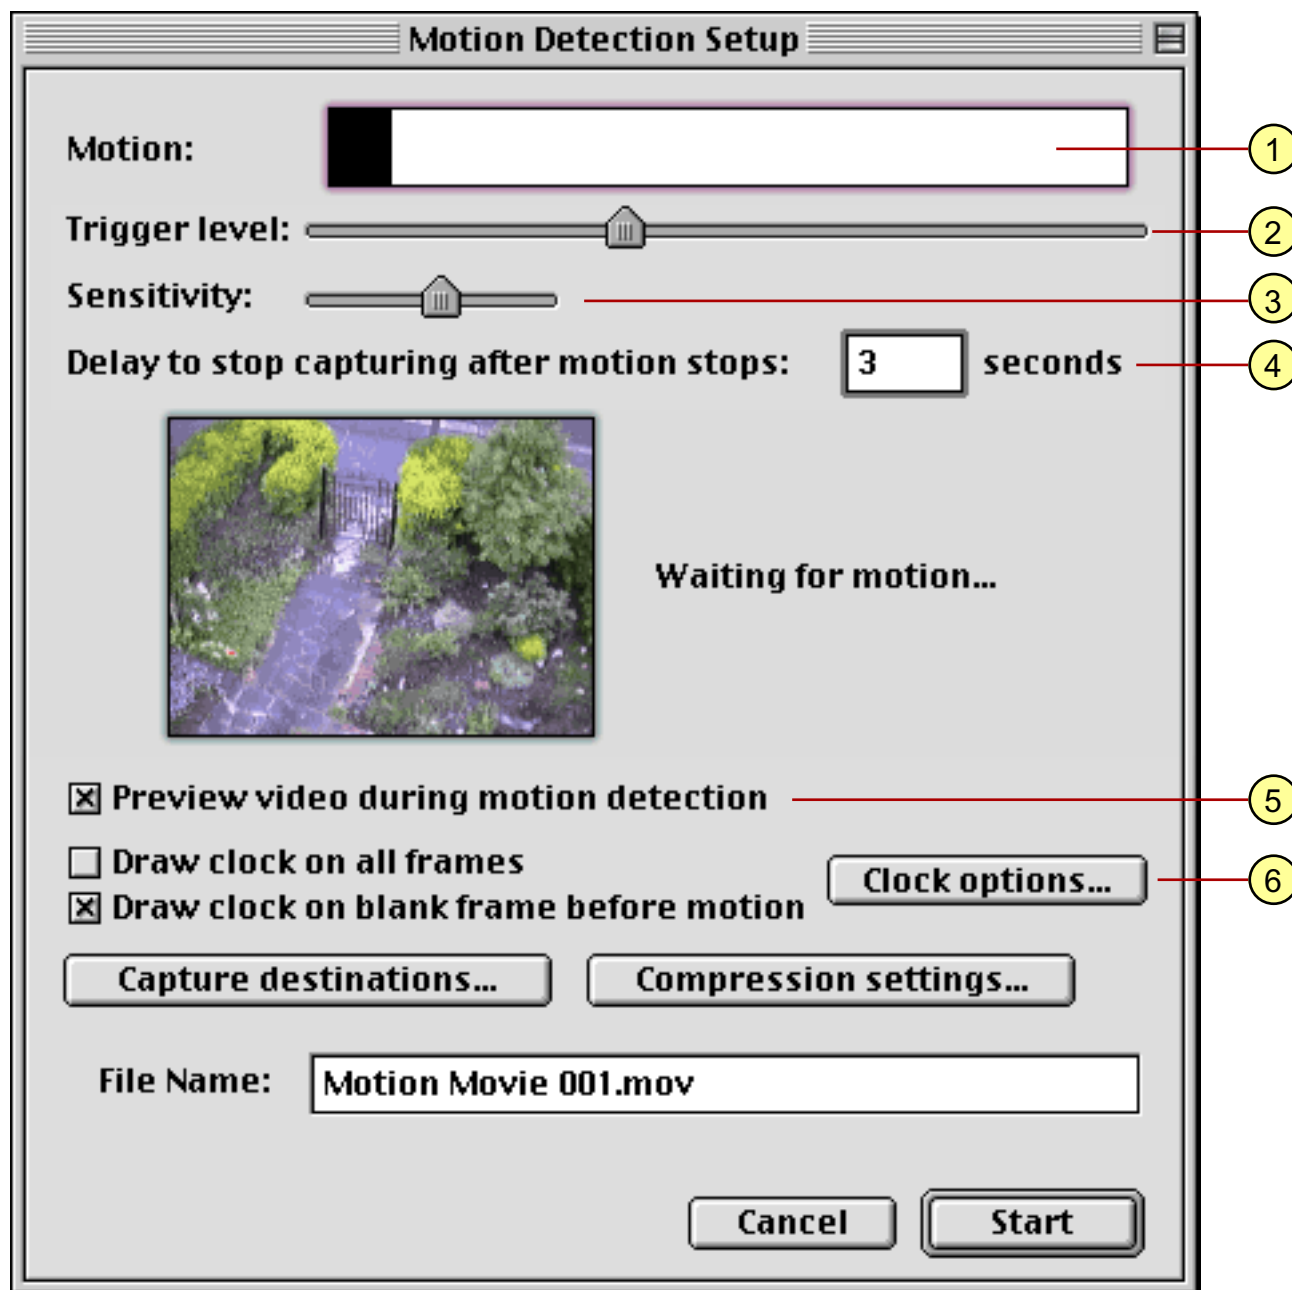 Motion Detection Setup
Motion:
1
Trigger level:
2
Sensitivity:
3
Delay to stop capturing after motion stops: 3 seconds
4
Waiting for motion...
Preview video during motion detection
5
Draw clock on all frames
Clock options...
6
Draw clock on blank frame before motion
Capture destinations... Compression settings...
File Name: Motion Movie 001.mov
Cancel Start